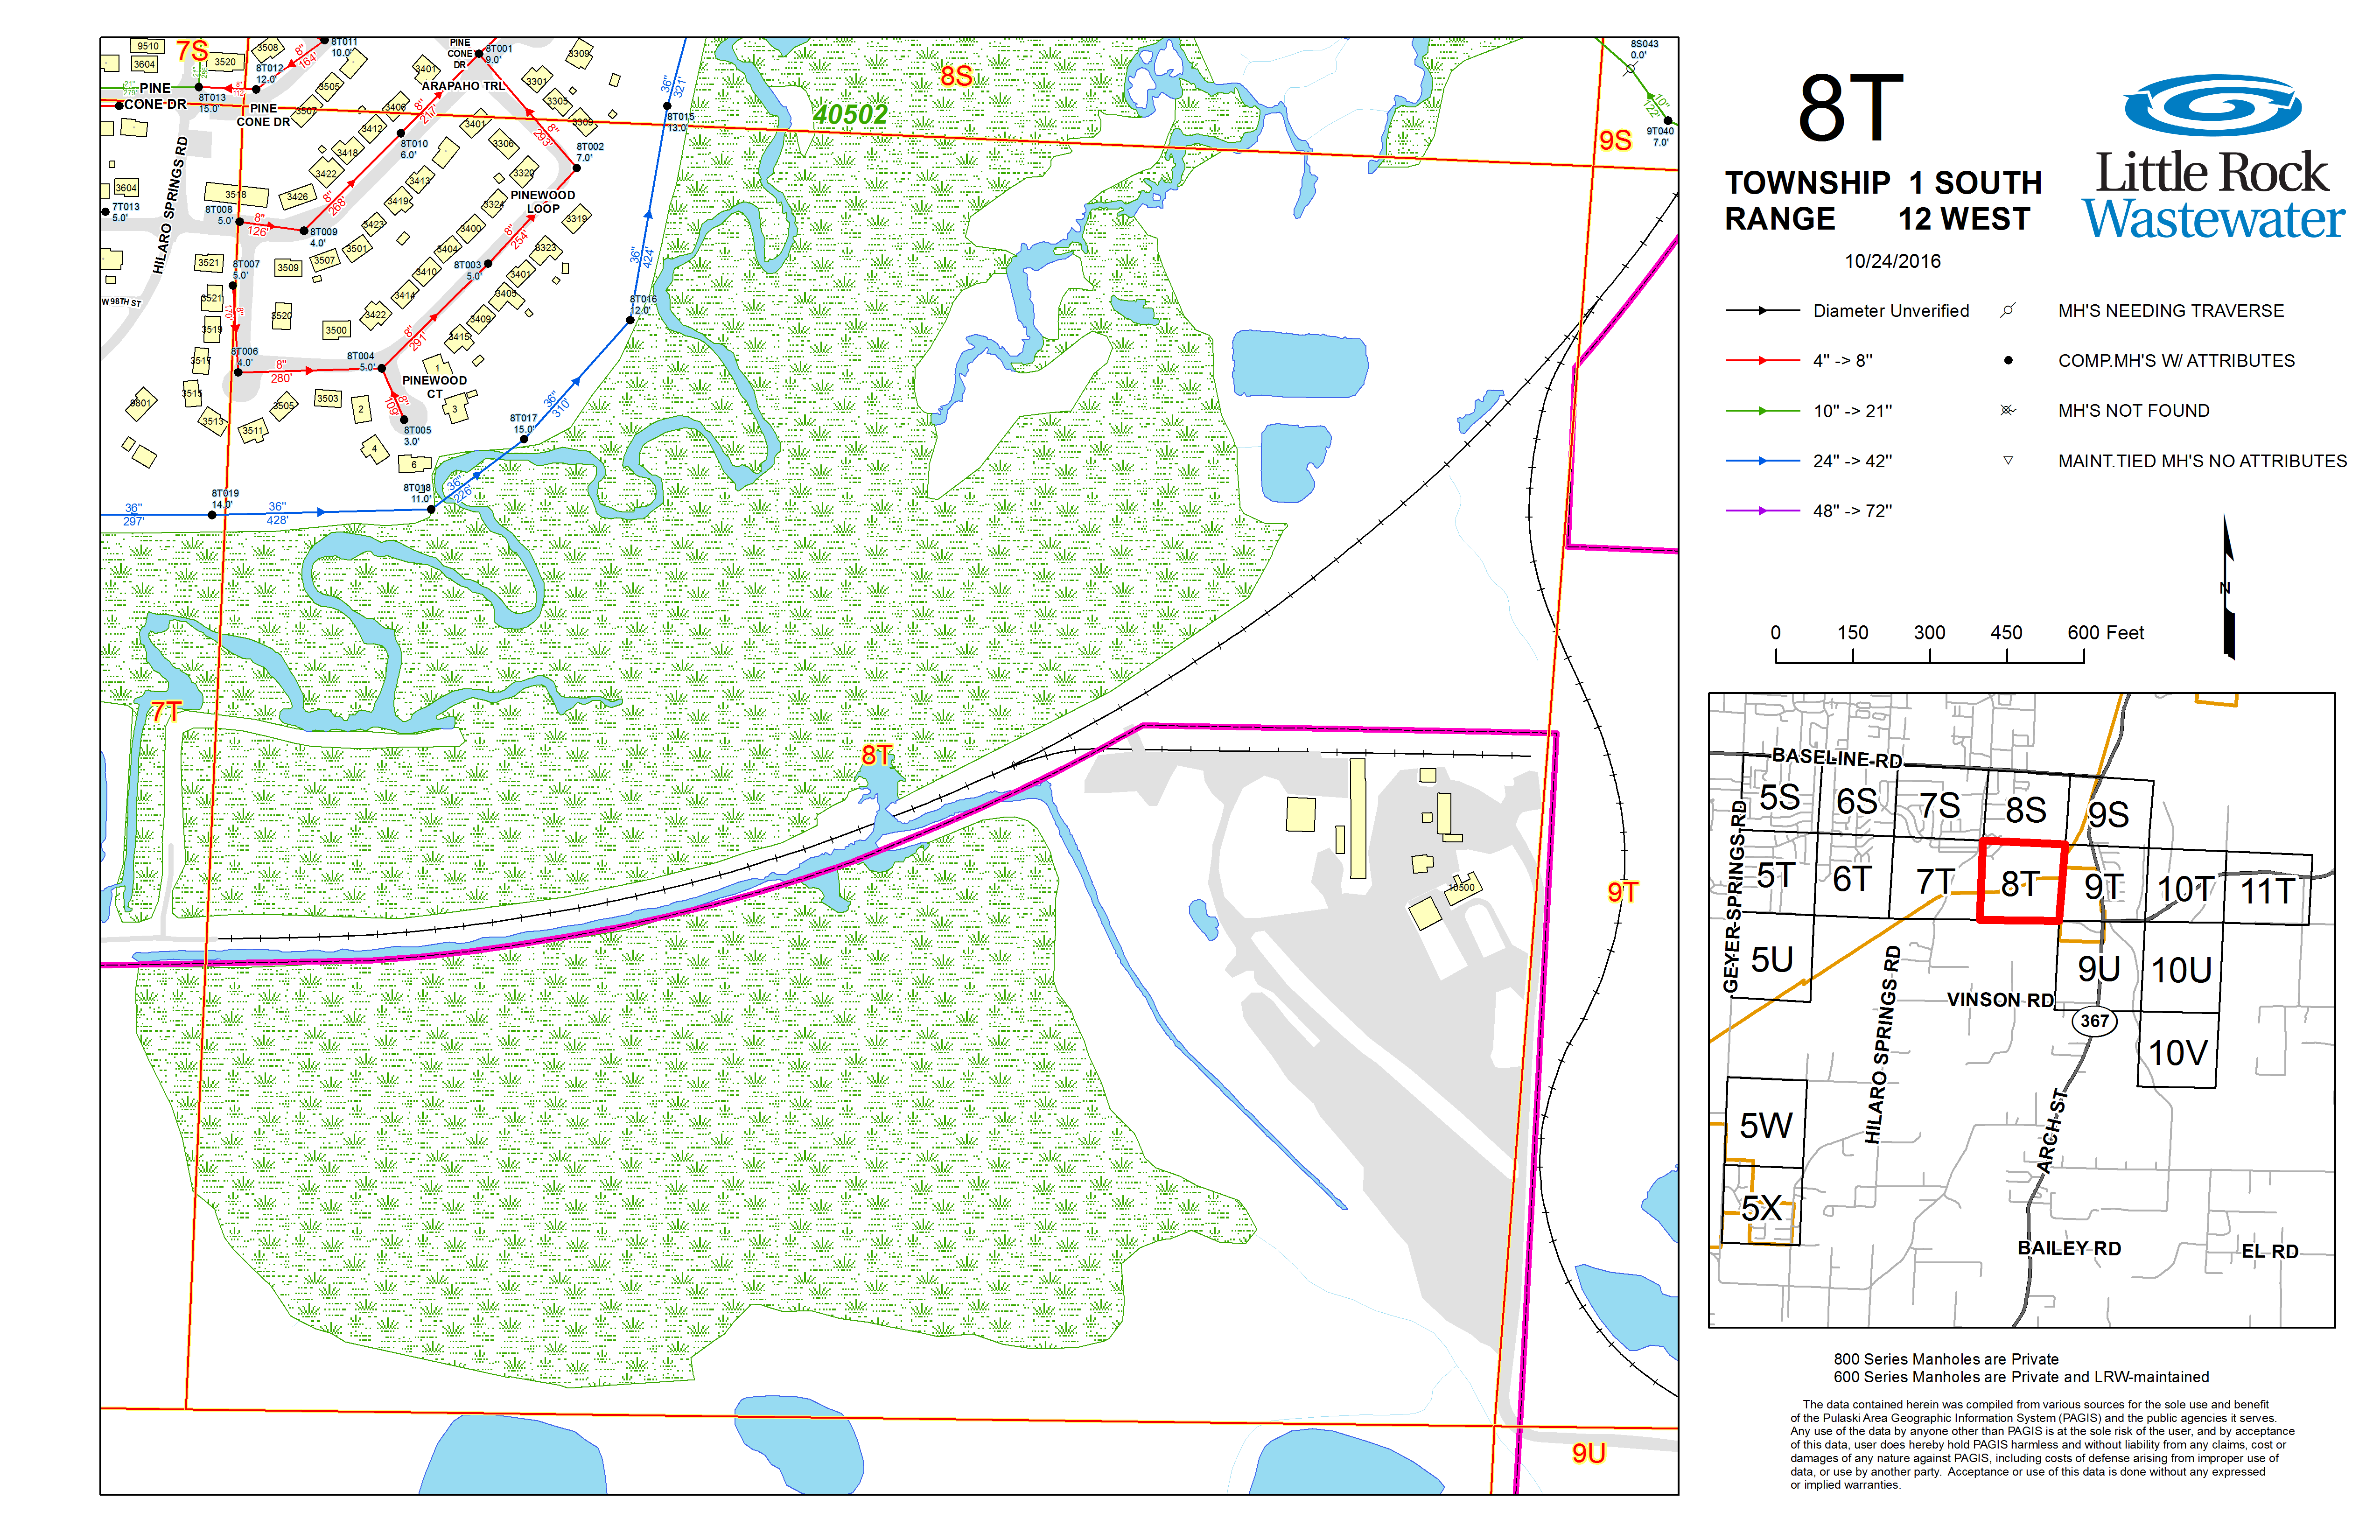 8T
TOWNSHIP 1 SOUTH
RANGE 12 WEST
10/24/2016
Little Rock
Wastewater
Diameter Unverified
4" -> 8"
10" -> 21"
24" -> 42"
48" -> 72"
MH'S NEEDING TRAVERSE
COMP.MH'S W/ ATTRIBUTES
MH'S NOT FOUND
MAINT.TIED MH'S NO ATTRIBUTES
N
0 150 300 450 600 Feet
BASELINE RD
GEYER SPRINGS RD
5S 6S 7S 8S 9S
5T 6T 7T 8T 9T 10T 11T
5U 9U 10U
10V
5W
5X
HILARO SPRINGS RD
VINSON RD
367
ARCH ST
BAILEY RD
EL RD
800 Series Manholes are Private
600 Series Manholes are Private and LRW-maintained
The data contained herein was compiled from various sources for the sole use and benefit
of the Pulaski Area Geographic Information System (PAGIS) and the public agencies it serves.
Any use of the data by anyone other than PAGIS is at the sole risk of the user, and by acceptance
of this data, user does hereby hold PAGIS harmless and without liability from any claims, cost or
damages of any nature against PAGIS, including costs of defense arising from improper use of
data, or use by another party. Acceptance or use of this data is done without any expressed
or implied warranties.
7S
8S
9S
7T
8T
9T
9U
40502
PINE
CONE DR
PINE
CONE DR
PINE
CONE
DR
ARAPAHO TRL
PINEWOOD
LOOP
PINEWOOD
CT
HILARO SPRINGS RD
W 98TH ST
8T011
10.0'
8T012
12.0'
8T013
15.0'
8T001
9.0'
8T002
7.0'
8T010
6.0'
8T015
13.0'
8S043
0.0'
9T040
7.0'
7T013
5.0'
8T008
5.0'
8T009
4.0'
8T007
5.0'
8T003
5.0'
8T016
12.0'
8T006
4.0'
8T004
5.0'
8T005
3.0'
8T017
15.0'
8T018
11.0'
8T019
14.0'
8"
164'
8"
217'
8"
293'
8"
268'
8"
126'
8"
254'
8"
170'
8"
291'
8"
280'
8"
109'
36"
321'
36"
424'
36"
310'
36"
226'
36"
428'
36"
297'
10"
122'
9510
3604
3520
3508
3505
3507
3401
3309
3301
3305
3309
3406
3412
3418
3422
3426
3518
3604
3401
3306
3320
3324
3319
3413
3419
3423
3400
3404
3323
3501
3507
3509
3521
3410
3401
3405
3521
3414
3422
3409
3520
3519
3500
3415
3517
3515
3503
3505
3513
3511
9801
1
2
3
4
6
10500